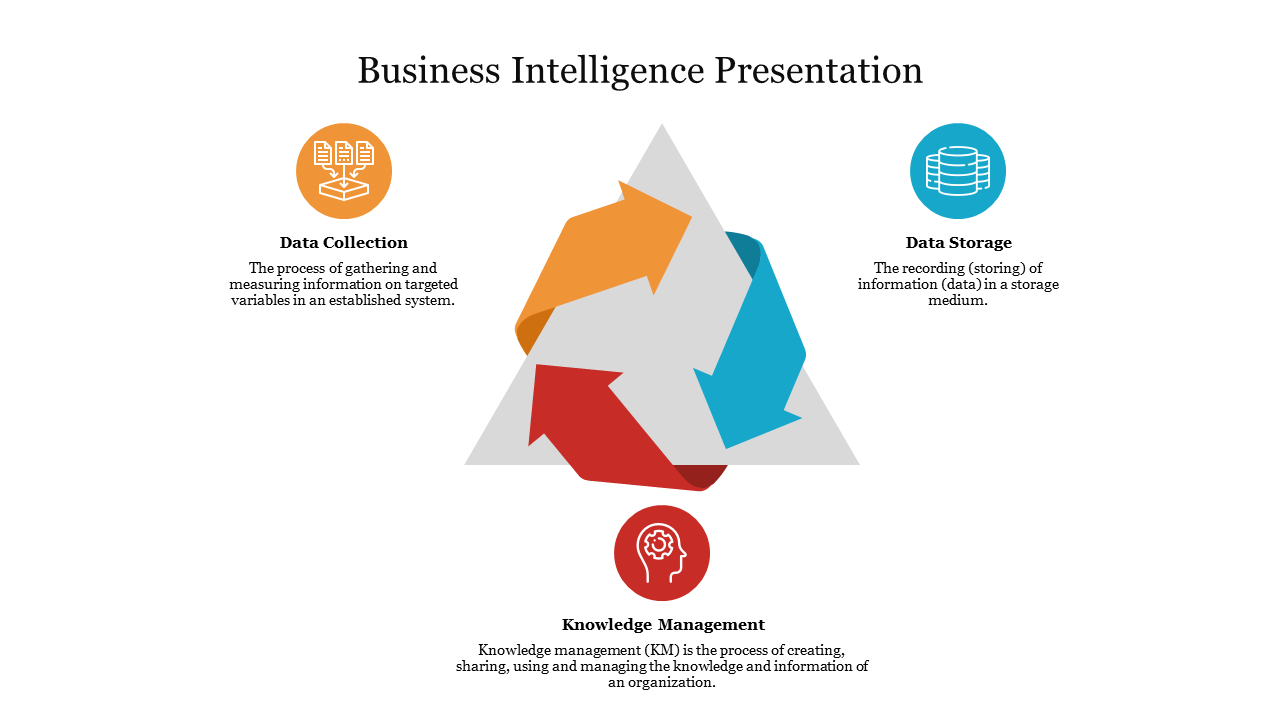 Business Intelligence Presentation
Data Collection
The process of gathering and
measuring information on targeted
variables in an established system.
Data Storage
The recording (storing) of
information (data) in a storage
medium.
Knowledge Management
Knowledge management (KM) is the process of creating,
sharing, using and managing the knowledge and information of
an organization.